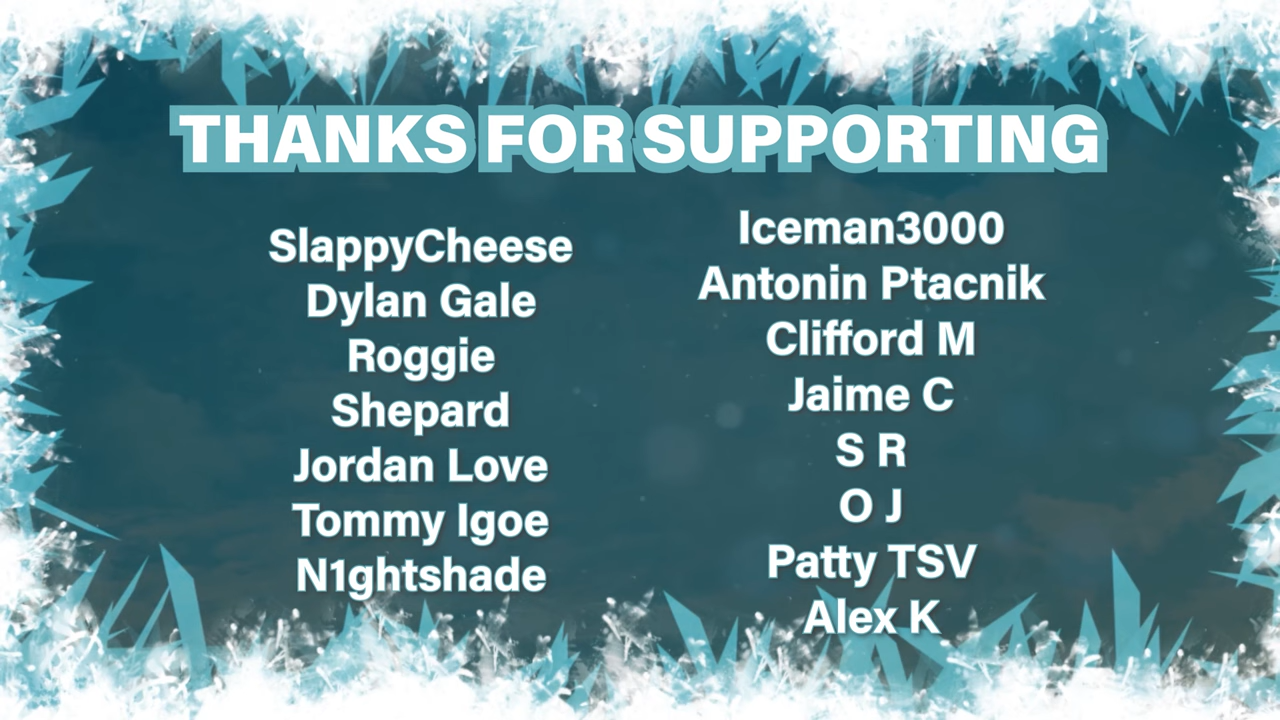 THANKS FOR SUPPORTING
SlappyCheese
Dylan Gale
Roggie
Shepard
Jordan Love
Tommy Igoe
N1ghtshade
Iceman3000
Antonin Ptacnik
Clifford M
Jaime C
S R
O J
Patty TSV
Alex K